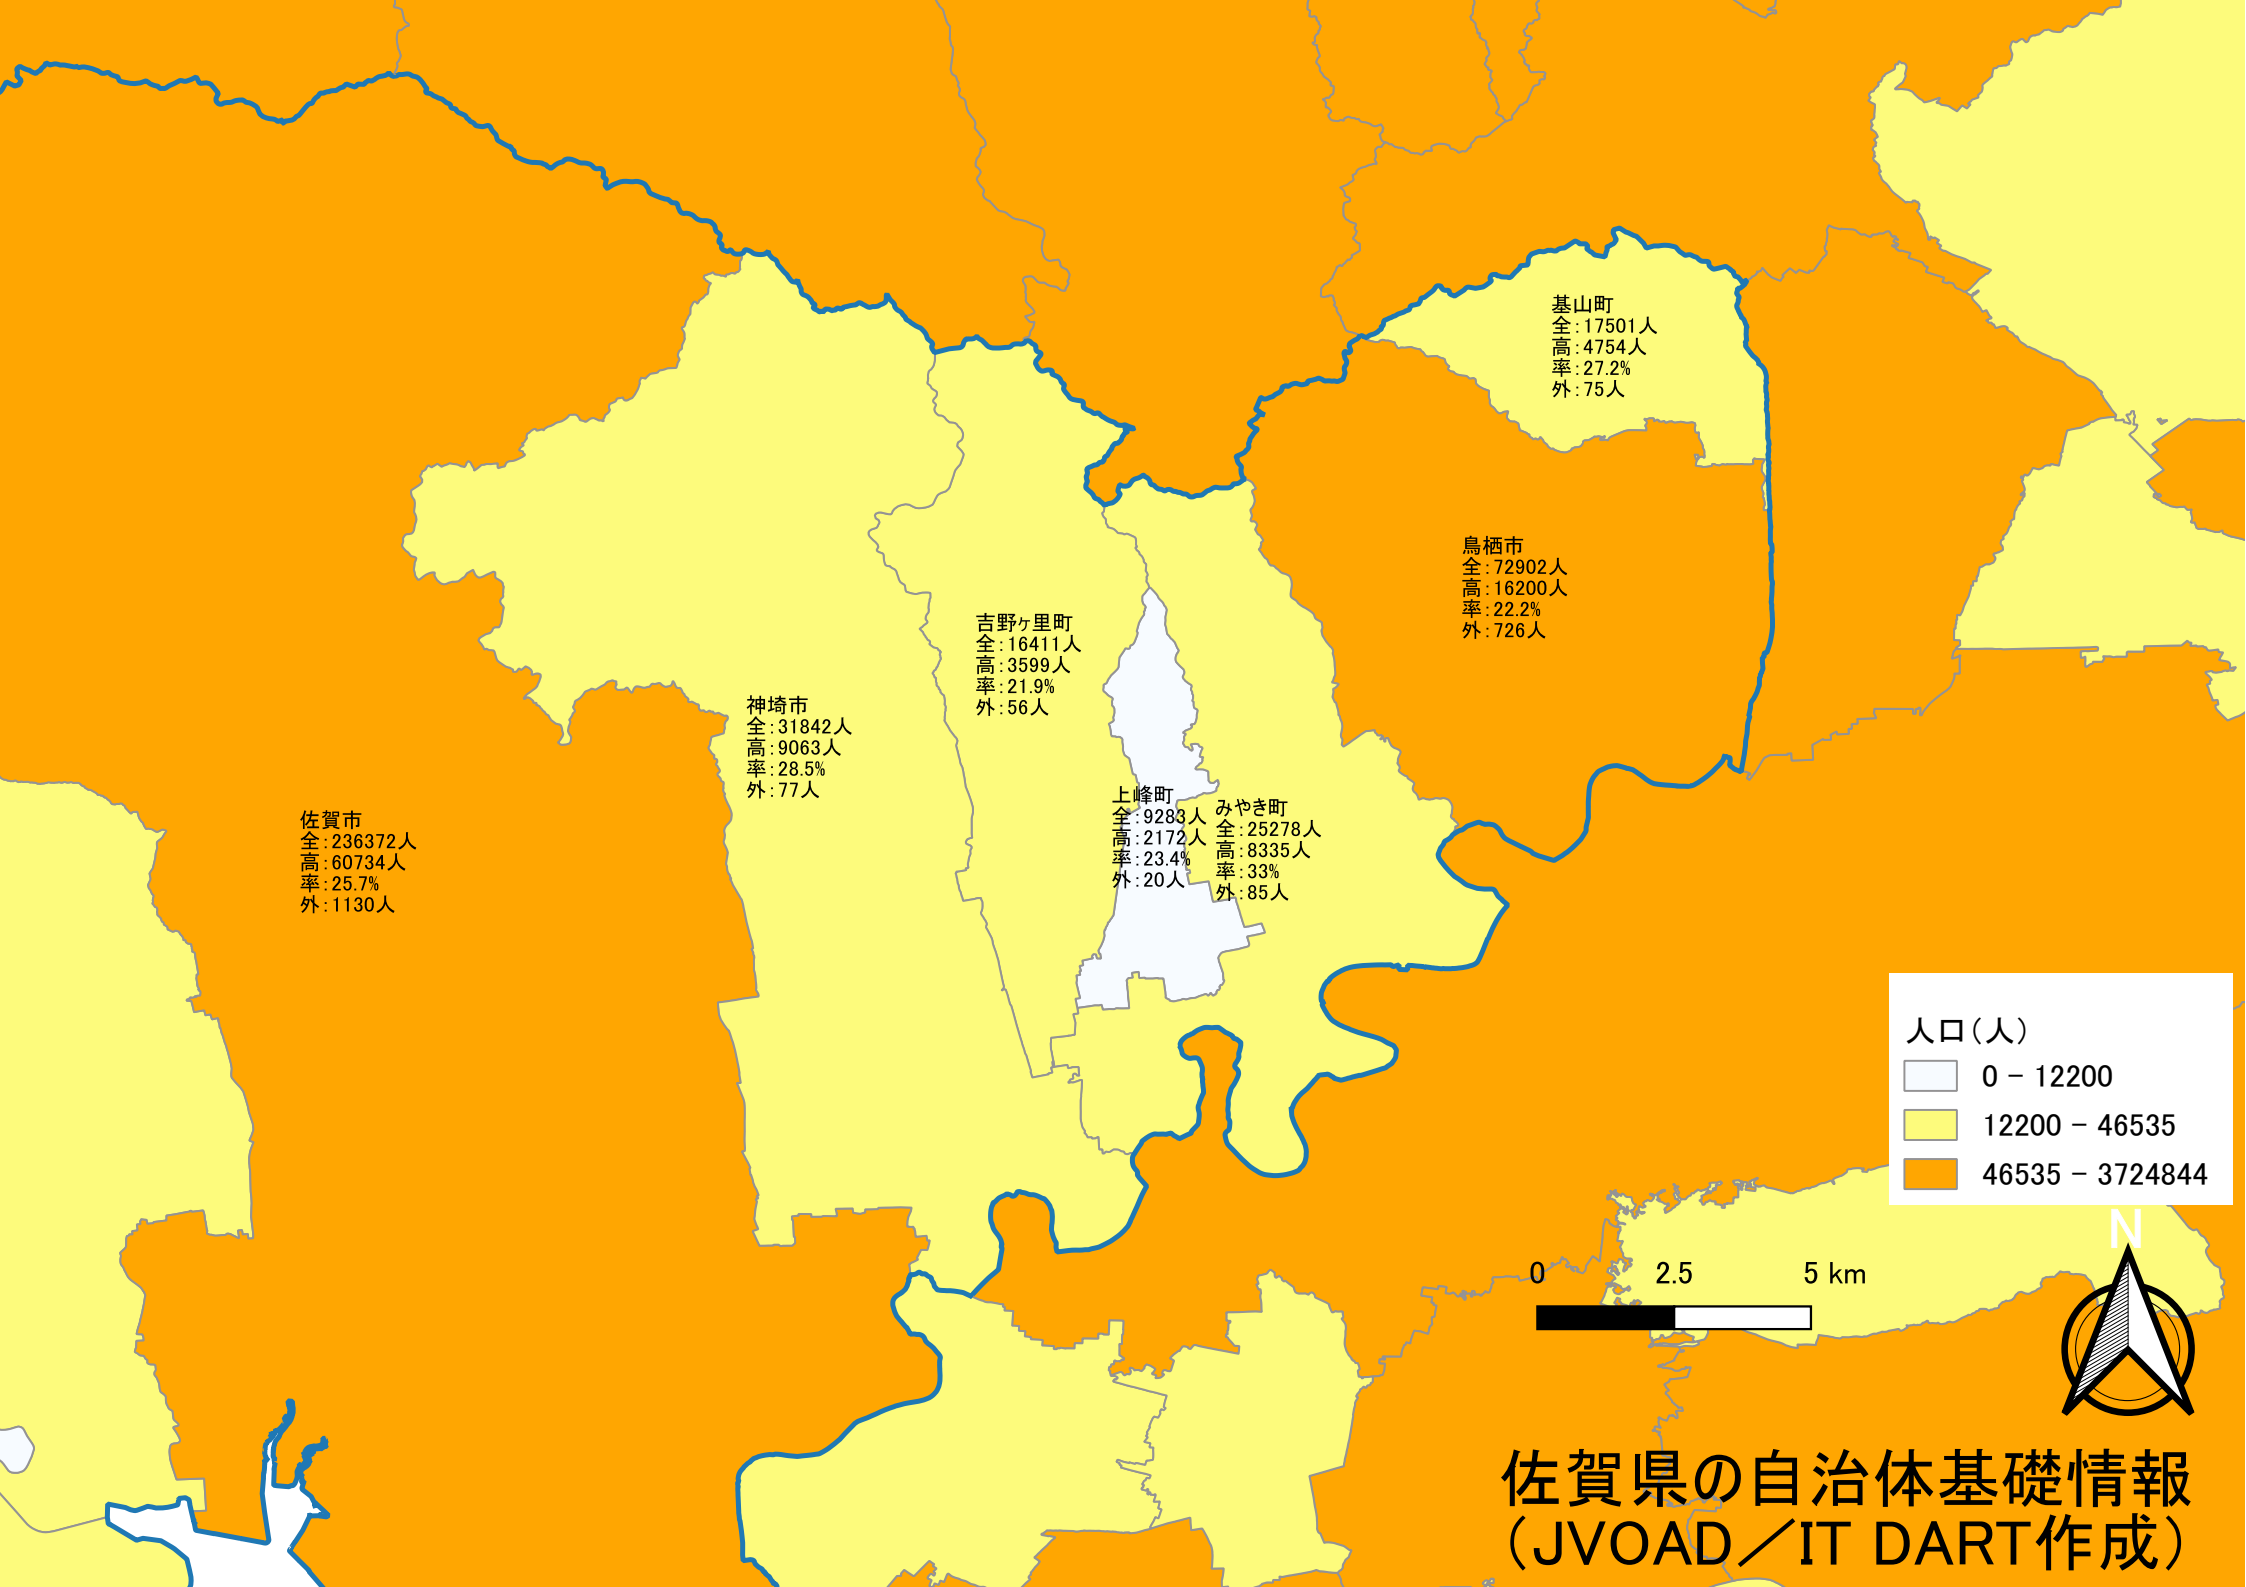 基山町
全:17501人
高:4754人
率:27.2%
外:75人
鳥栖市
全:72902人
高:16200人
率:22.2%
外:726人
吉野ヶ里町
全:16411人
高:3599人
率:21.9%
外:56人
神埼市
全:31842人
高:9063人
率:28.5%
外:77人
上峰町
全:9283人
高:2172人
率:23.4%
外:20人
みやき町
全:25278人
高:8335人
率:33%
外:85人
佐賀市
全:236372人
高:60734人
率:25.7%
外:1130人
人口(人)
0 - 12200
12200 - 46535
46535 - 3724844
N
0 2.5 5 km
佐賀県の自治体基礎情報
(JVOAD／IT DART作成)